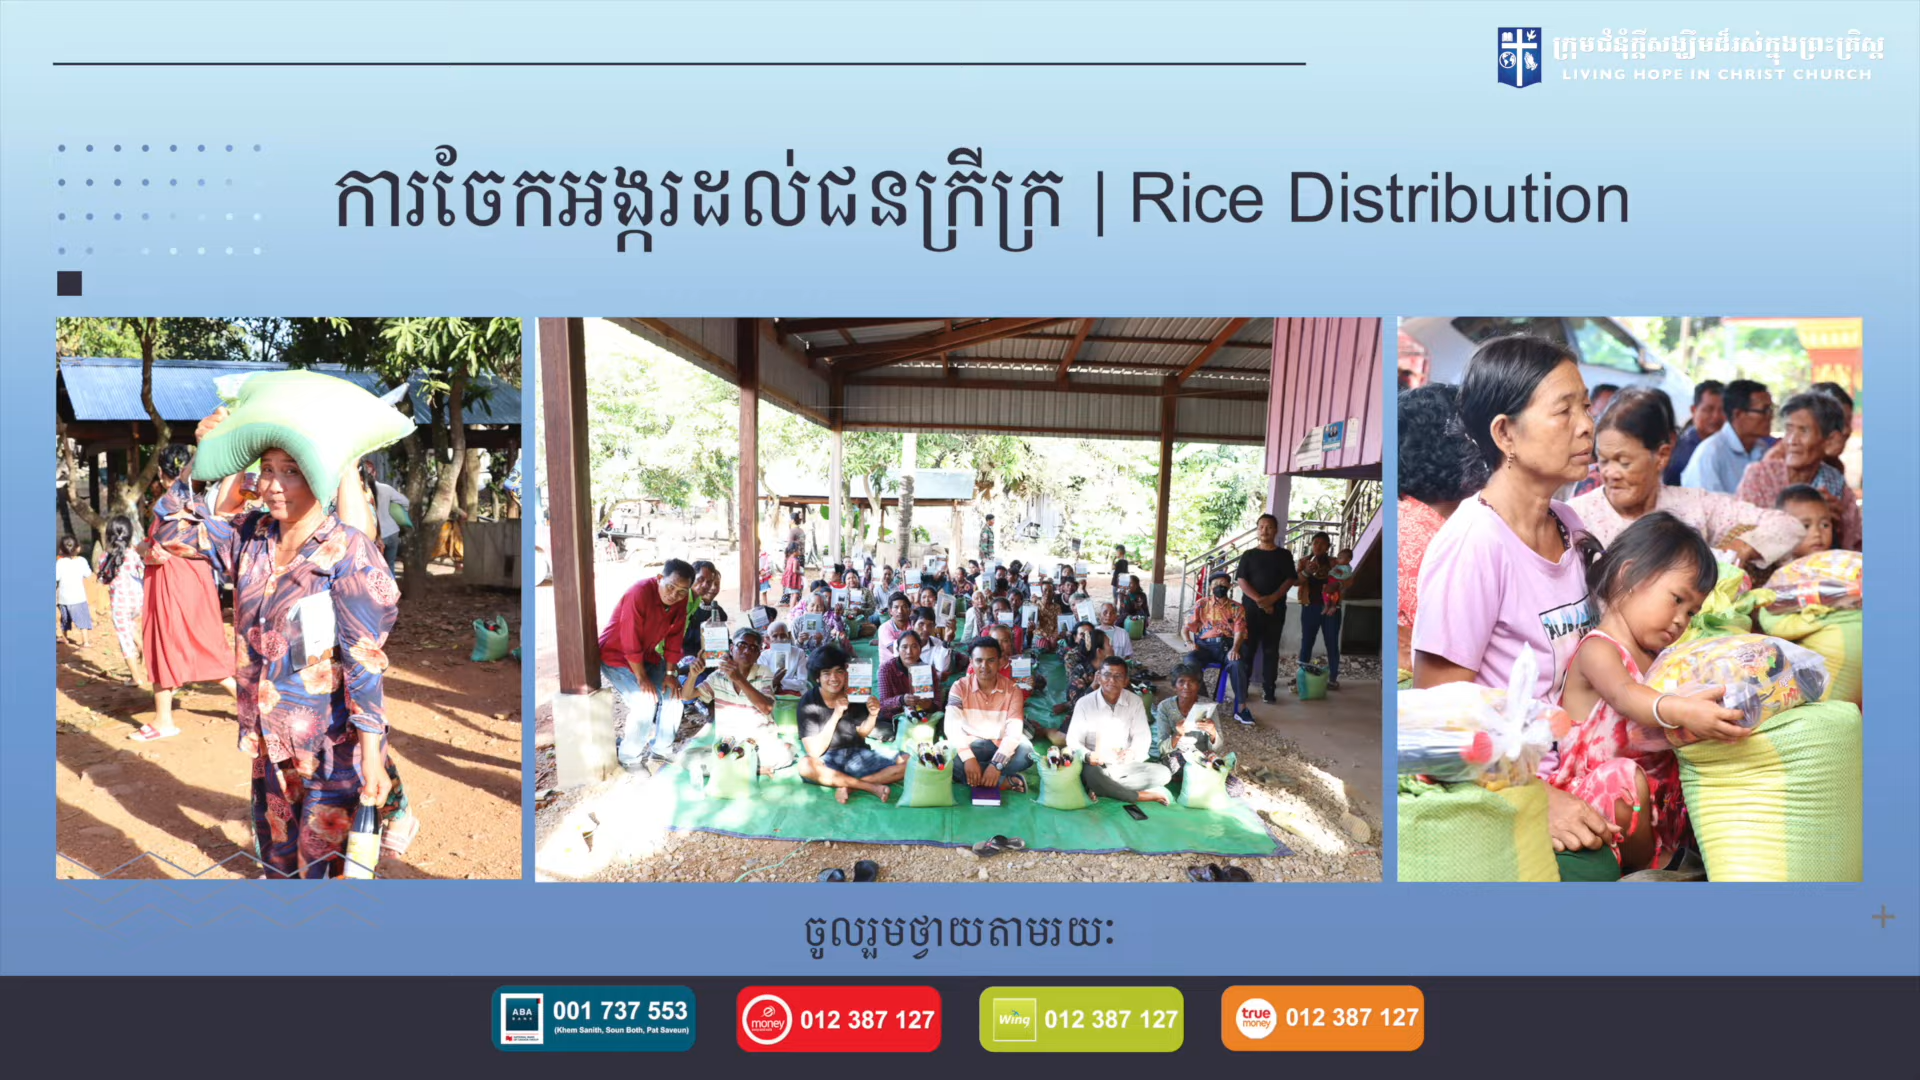 ក្រុមជំនុំក្ដីសង្ឃឹមដ៏រស់ក្នុងព្រះគ្រិស្ត
LIVING HOPE IN CHRIST CHURCH
ការចែកអង្ករដល់ជនក្រីក្រ | Rice Distribution
ចូលរួមថ្វាយតាមរយៈ
ABA
BANK
001 737 553
(Khem Sanith, Soun Both, Pat Saveun)
money
012 387 127
Wing
012 387 127
true
money
012 387 127